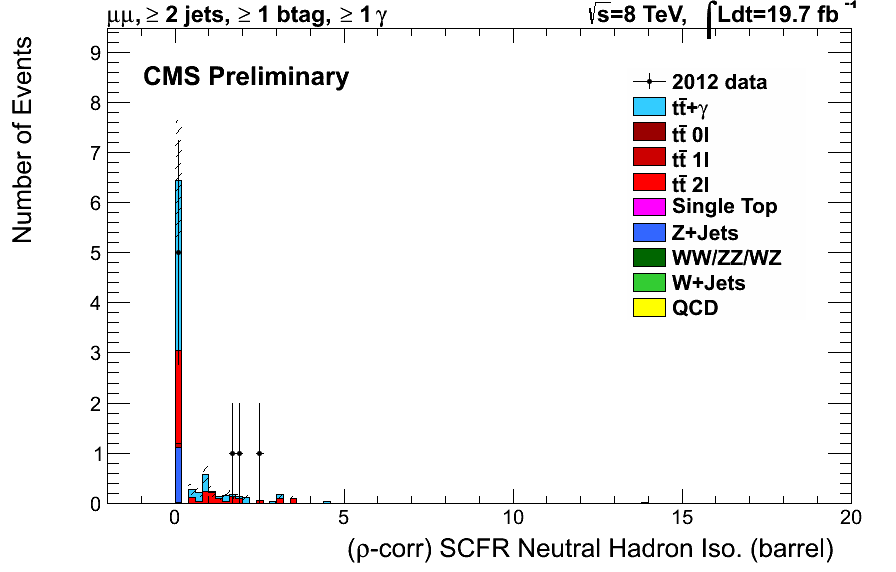 μμ, ≥ 2 jets, ≥ 1 btag, ≥ 1 γ
√s=8 TeV, ∫Ldt=19.7 fb⁻¹
CMS Preliminary
2012 data
tt̄+γ
tt̄ 0l
tt̄ 1l
tt̄ 2l
Single Top
Z+Jets
WW/ZZ/WZ
W+Jets
QCD
Number of Events
9
8
7
6
5
4
3
2
1
0
0 5 10 15 20
(ρ-corr) SCFR Neutral Hadron Iso. (barrel)